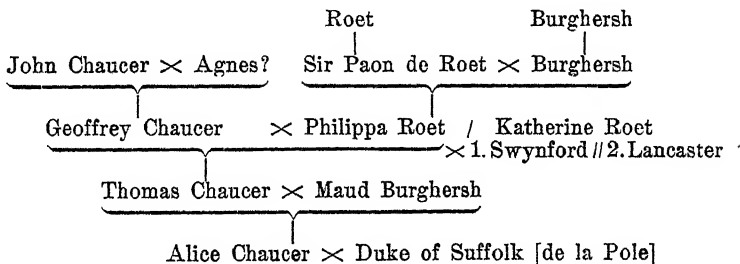 Roet Burghersh
John Chaucer × Agnes? Sir Paon de Roet × Burghersh
Geoffrey Chaucer × Philippa Roet / Katherine Roet
× 1. Swynford // 2. Lancaster
Thomas Chaucer × Maud Burghersh
Alice Chaucer × Duke of Suffolk [de la Pole]